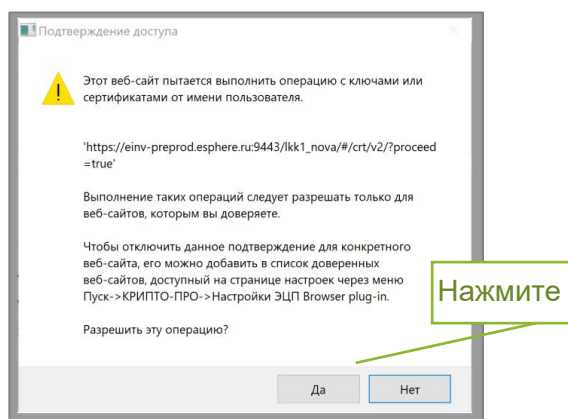 Подтверждение доступа
Этот веб-сайт пытается выполнить операцию с ключами или
сертификатами от имени пользователя.
'https://einv-preprod.esphere.ru:9443/lkk1_nova/#/crt/v2/?proceed
=true'
Выполнение таких операций следует разрешать только для
веб-сайтов, которым вы доверяете.
Чтобы отключить данное подтверждение для конкретного
веб-сайта, его можно добавить в список доверенных
веб-сайтов, доступный на странице настроек через меню
Пуск->КРИПТО-ПРО->Настройки ЭЦП Browser plug-in.
Нажмите
Разрешить эту операцию?
Да
Нет